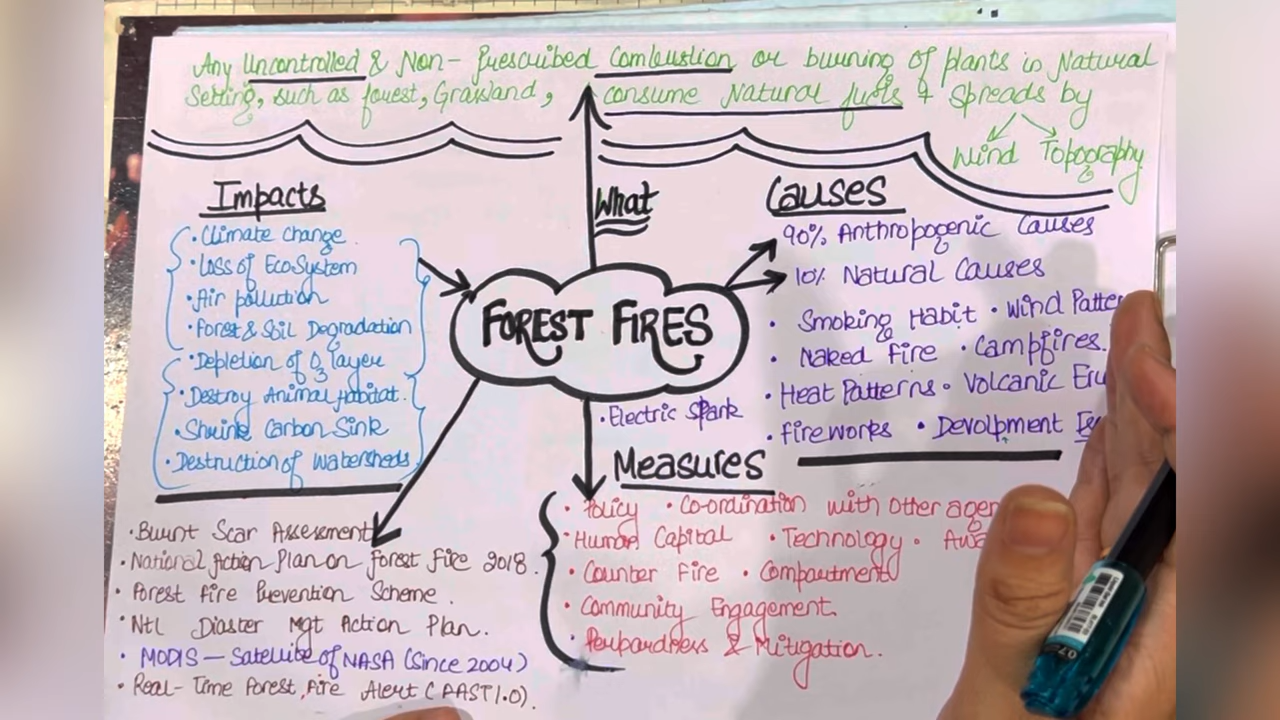 Any Uncontrolled & Non-Prescribed Combustion or burning of plants in Natural
Setting, such as forest, Grassland, consume Natural fuels & Spreads by
Wind Topography
What
Impacts
• Climate change
• Loss of EcoSystem
• Air pollution
• Forest & Soil Degradation
• Depletion of O3 layer
• Destroy Animal Habitat.
• Shrink Carbon Sink
• Destruction of Watersheds
FOREST FIRES
Causes
90% Anthropogenic Causes
10% Natural Causes
• Smoking Habit • Wind Patter
• Naked Fire • Campfires.
• Heat Patterns • Volcanic Eru
• Electric Spark
• fireworks • Devolpment
Measures
• Policy • Co-ordination with other agen
• Human Capital • Technology • Awa
• Counter Fire • Compartment
• Community Engagement.
• Perpardness & Mitigation.
• Burnt Scar Assessment
• National Action Plan on forest fire 2018.
• Forest Fire Prevention Scheme.
• Ntl Diaster Mgt Action Plan.
• MODIS – Satellite of NASA (Since 2004)
• Real-Time Forest Fire Alert (FAST 1.0).